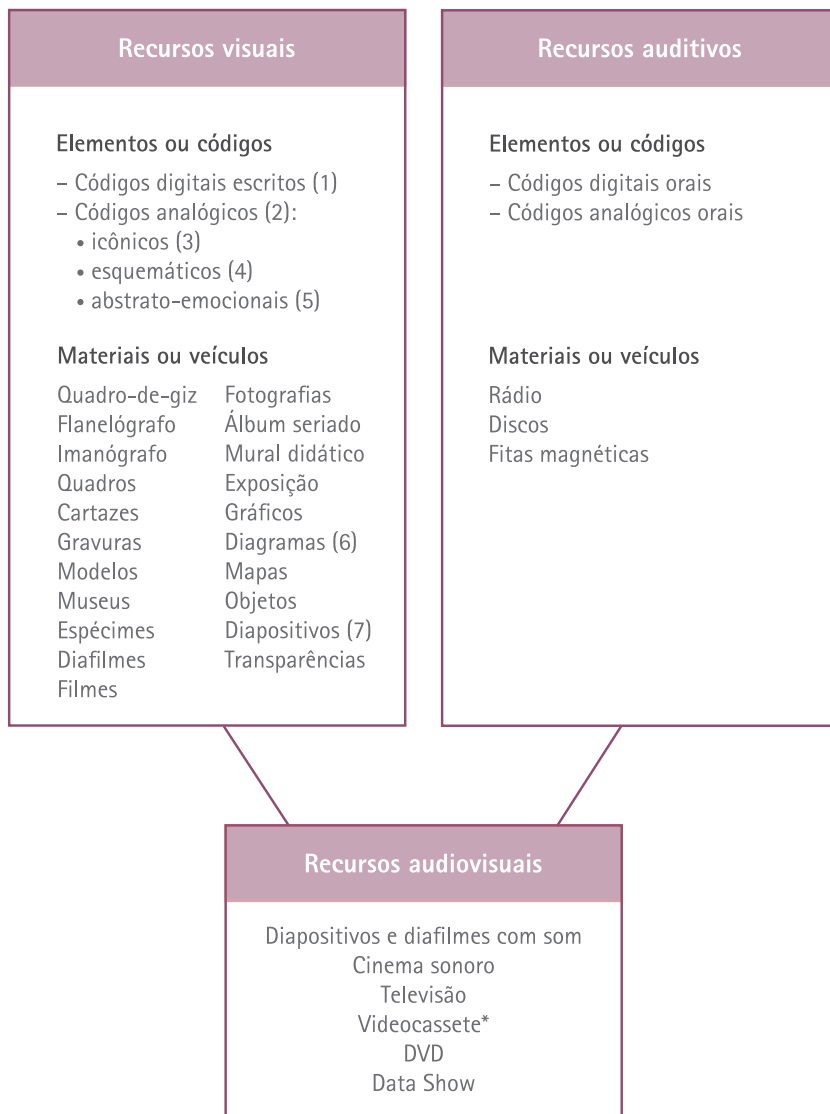 Recursos visuais
Elementos ou códigos
– Códigos digitais escritos (1)
– Códigos analógicos (2):
• icônicos (3)
• esquemáticos (4)
• abstrato-emocionais (5)
Materiais ou veículos
Quadro-de-giz Fotografias
Flanelógrafo Álbum seriado
Imanógrafo Mural didático
Quadros Exposição
Cartazes Gráficos
Gravuras Diagramas (6)
Modelos Mapas
Museus Objetos
Espécimes Diapositivos (7)
Diafilmes Transparências
Filmes
Recursos auditivos
Elementos ou códigos
– Códigos digitais orais
– Códigos analógicos orais
Materiais ou veículos
Rádio
Discos
Fitas magnéticas
Recursos audiovisuais
Diapositivos e diafilmes com som
Cinema sonoro
Televisão
Videocassete*
DVD
Data Show